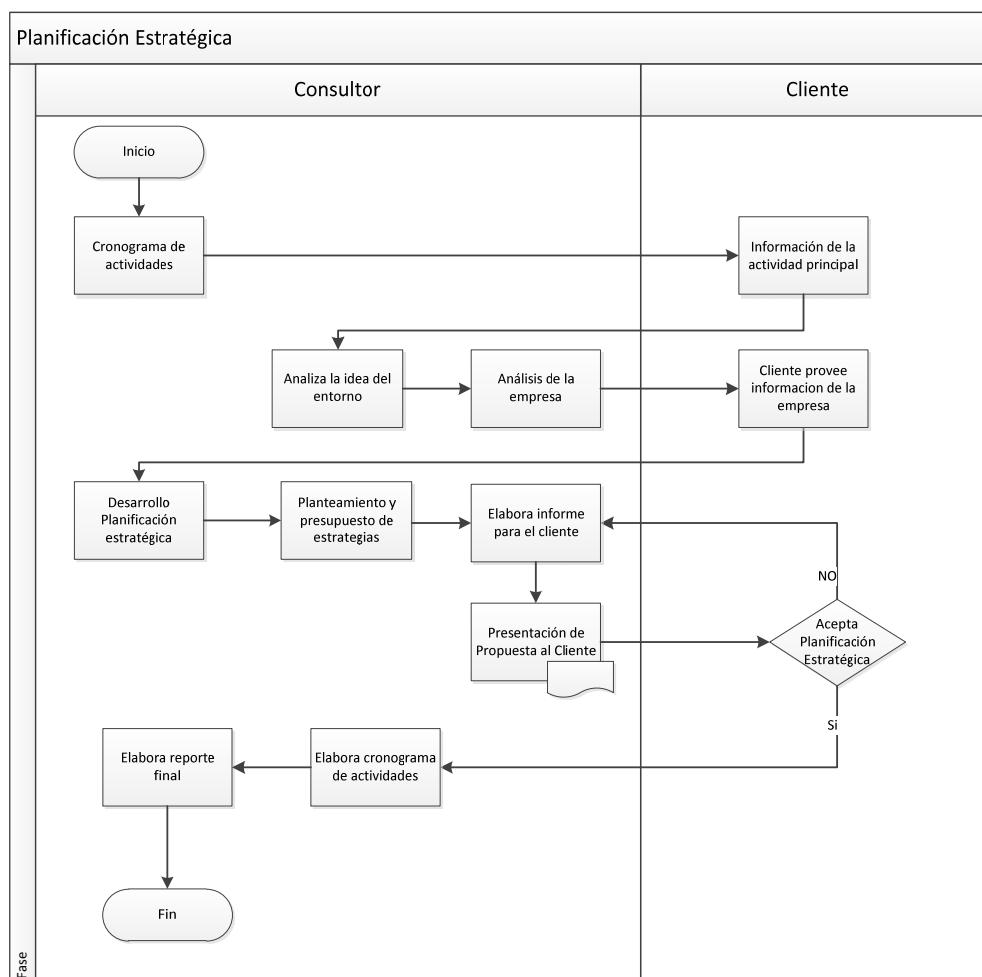 Planificación Estratégica
Consultor
Cliente
Inicio
Cronograma de
actividades
Información de la
actividad principal
Analiza la idea del
entorno
Análisis de la
empresa
Cliente provee
informacion de la
empresa
Desarrollo
Planificación
estratégica
Planteamiento y
presupuesto de
estrategias
Elabora informe
para el cliente
NO
Presentación de
Propuesta al Cliente
Acepta
Planificación
Estratégica
Si
Elabora reporte
final
Elabora cronograma
de actividades
Fin
Fase